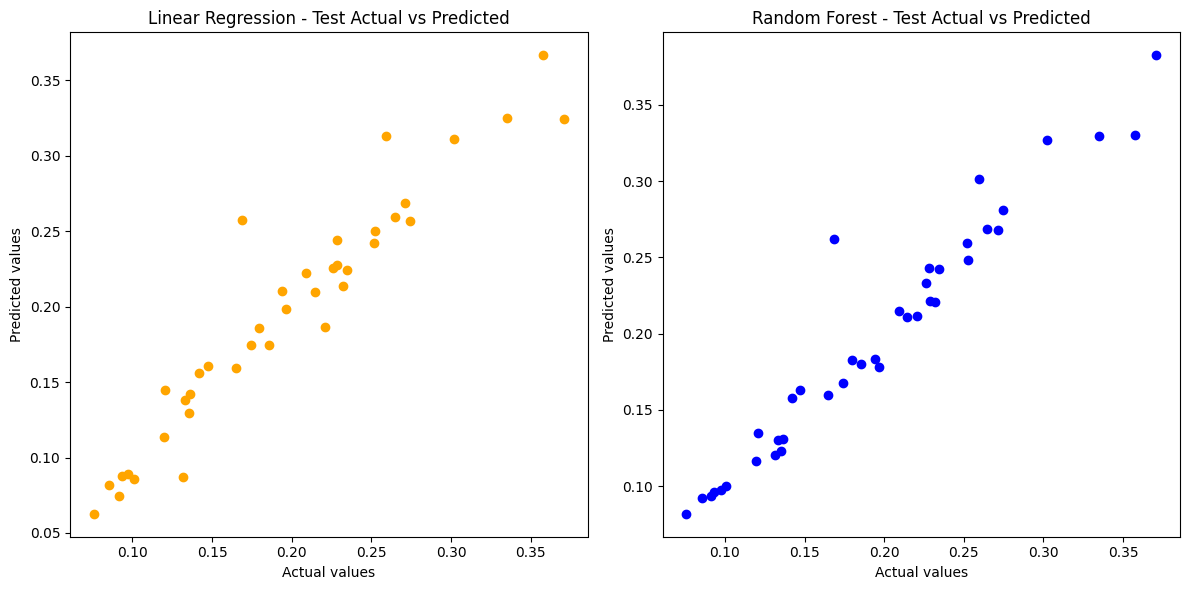 Linear Regression - Test Actual vs Predicted
Predicted values
0.35
0.30
0.25
0.20
0.15
0.10
0.05
0.10 0.15 0.20 0.25 0.30 0.35
Actual values
Random Forest - Test Actual vs Predicted
Predicted values
0.35
0.30
0.25
0.20
0.15
0.10
0.10 0.15 0.20 0.25 0.30 0.35
Actual values